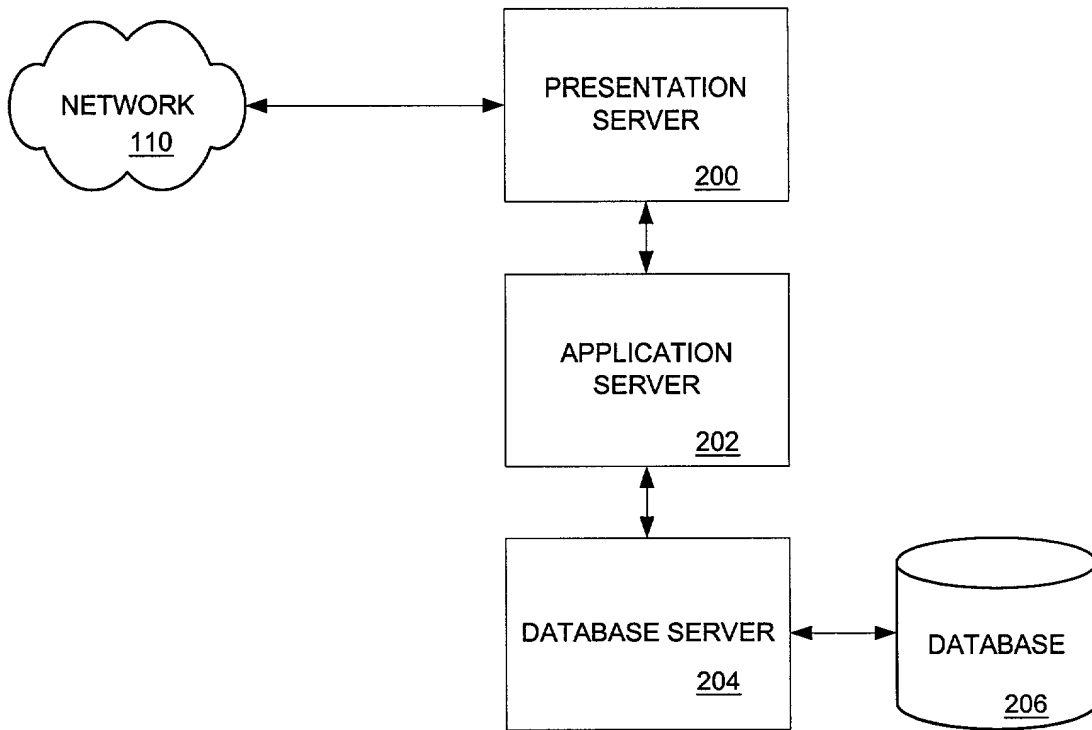 NETWORK
110
PRESENTATION
SERVER
200
APPLICATION
SERVER
202
DATABASE SERVER
204
DATABASE
206